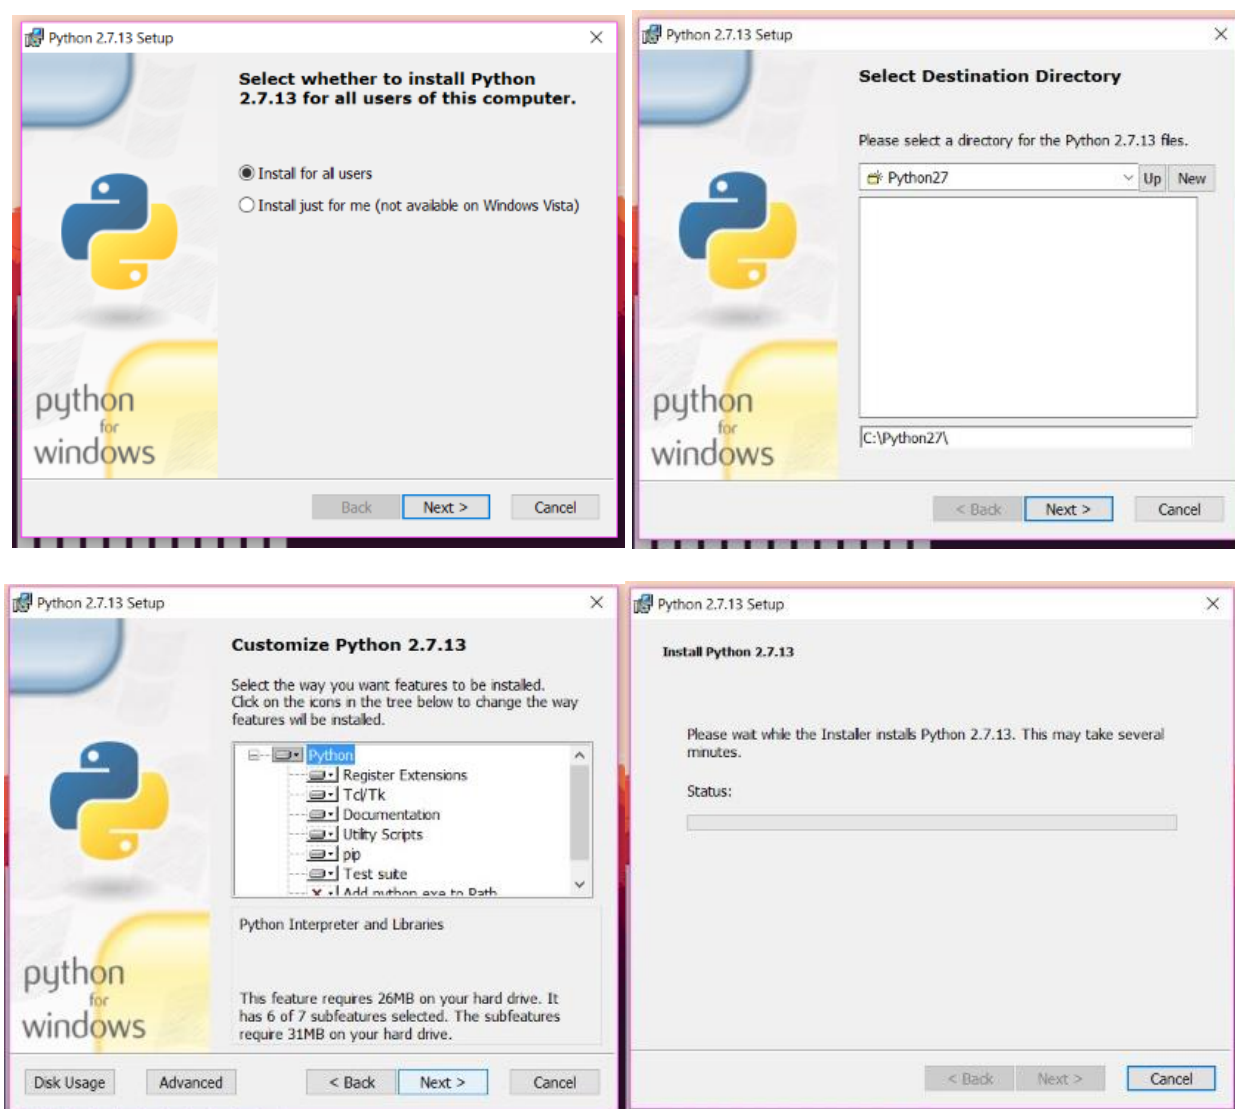 Python 2.7.13 Setup
Select whether to install Python
2.7.13 for all users of this computer.
Install for all users
Install just for me (not available on Windows Vista)
python
for
windows
Back
Next >
Cancel
Python 2.7.13 Setup
Select Destination Directory
Please select a directory for the Python 2.7.13 files.
Python27
Up
New
python
for
windows
C:\Python27\
< Back
Next >
Cancel
Python 2.7.13 Setup
Customize Python 2.7.13
Select the way you want features to be installed.
Click on the icons in the tree below to change the way
features will be installed.
Python
Register Extensions
Tcl/Tk
Documentation
Utility Scripts
pip
Test suite
Add python.exe to Path
Python Interpreter and Libraries
python
for
windows
This feature requires 26MB on your hard drive. It
has 6 of 7 subfeatures selected. The subfeatures
require 31MB on your hard drive.
Disk Usage
Advanced
< Back
Next >
Cancel
Python 2.7.13 Setup
Install Python 2.7.13
Please wait while the Installer installs Python 2.7.13. This may take several
minutes.
Status:
< Back
Next >
Cancel